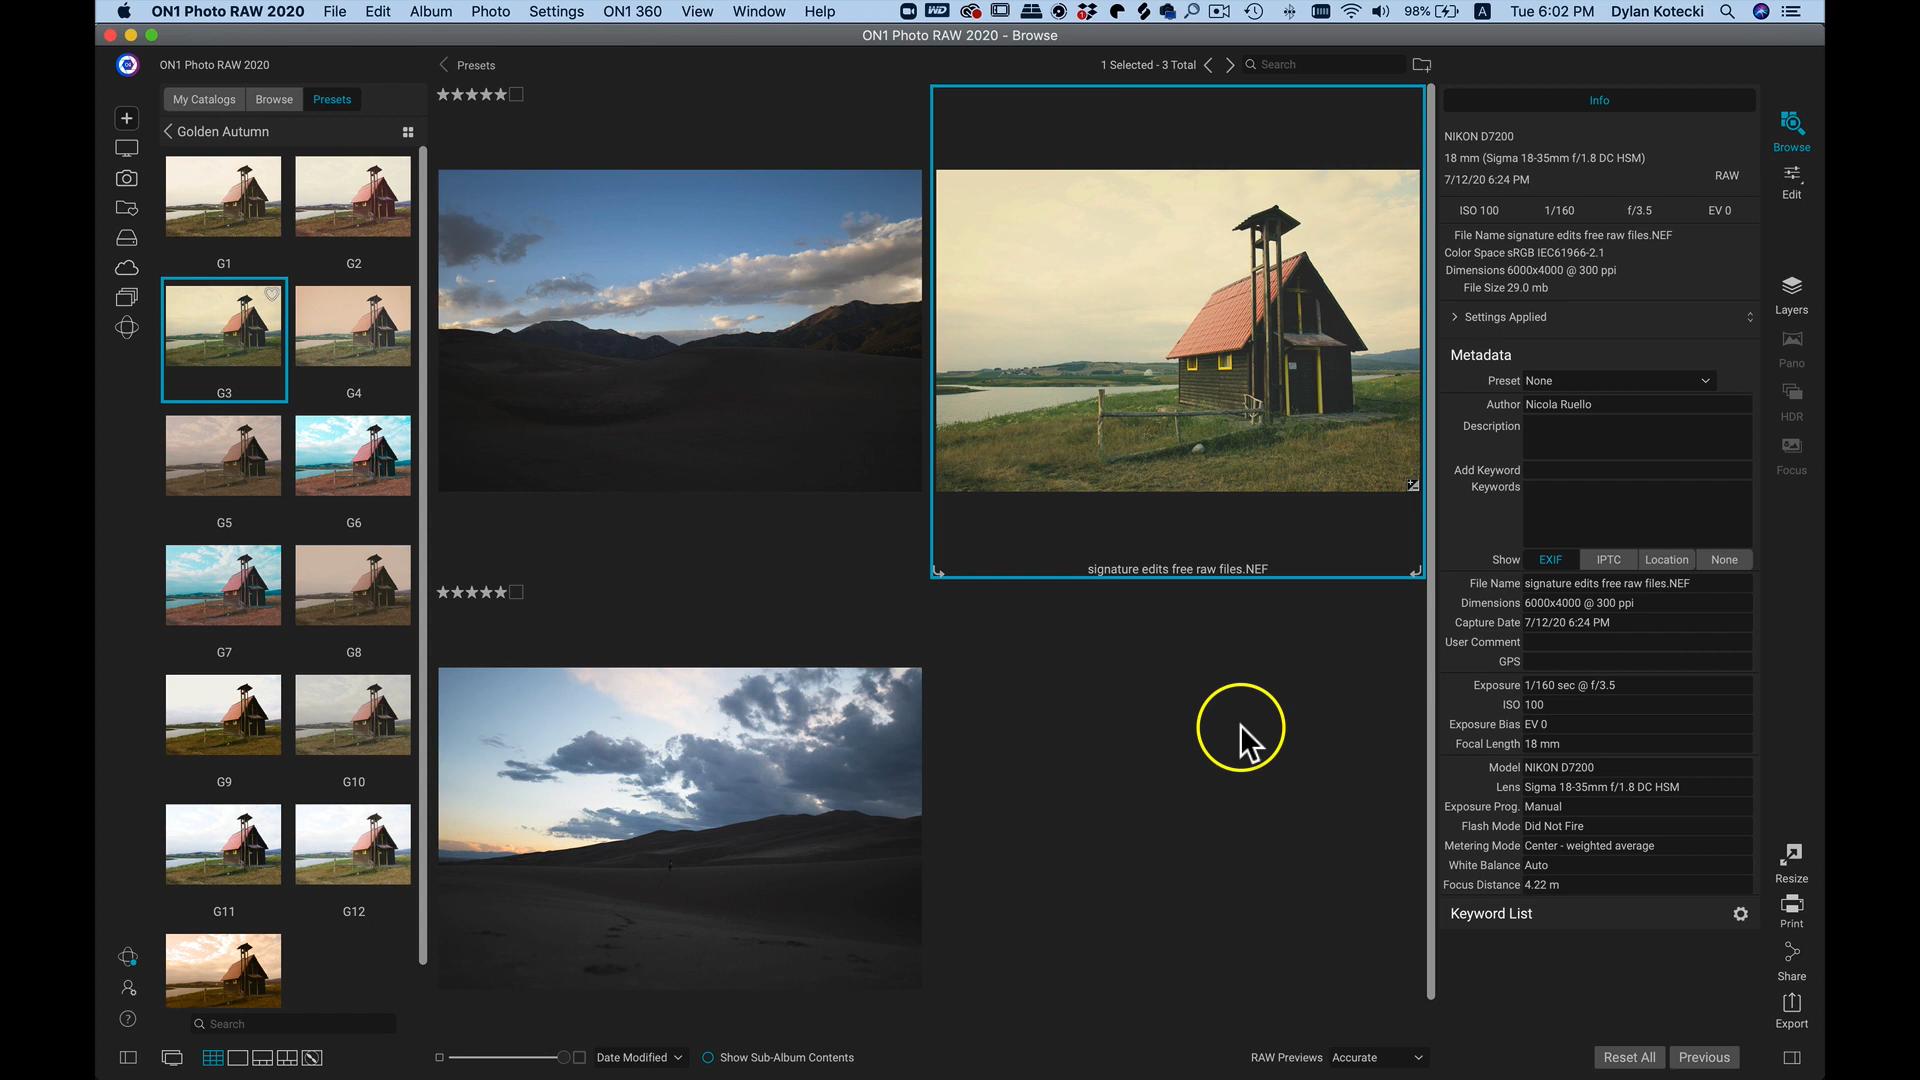 ON1 Photo RAW 2020 File Edit Album Photo Settings ON1 360 View Window Help 98% A Tue 6:02 PM Dylan Kotecki
ON1 Photo RAW 2020 - Browse
ON1 Photo RAW 2020
Presets
1 Selected - 3 Total
Search
My Catalogs Browse Presets
Golden Autumn
G1 G2
G3 G4
G5 G6
G7 G8
G9 G10
G11 G12
Search
signature edits free raw files.NEF
Date Modified
Show Sub-Album Contents
RAW Previews Accurate
Info
NIKON D7200
18 mm (Sigma 18-35mm f/1.8 DC HSM)
7/12/20 6:24 PM RAW
ISO 100 1/160 f/3.5 EV 0
File Name signature edits free raw files.NEF
Color Space sRGB IEC61966-2.1
Dimensions 6000x4000 @ 300 ppi
File Size 29.0 mb
Settings Applied
Metadata
Preset None
Author Nicola Ruello
Description
Add Keyword
Keywords
Show EXIF IPTC Location None
File Name signature edits free raw files.NEF
Dimensions 6000x4000 @ 300 ppi
Capture Date 7/12/20 6:24 PM
User Comment
GPS
Exposure 1/160 sec @ f/3.5
ISO 100
Exposure Bias EV 0
Focal Length 18 mm
Model NIKON D7200
Lens Sigma 18-35mm f/1.8 DC HSM
Exposure Prog. Manual
Flash Mode Did Not Fire
Metering Mode Center - weighted average
White Balance Auto
Focus Distance 4.22 m
Keyword List
Reset All Previous
Browse
Edit
Layers
Pano
HDR
Focus
Resize
Print
Share
Export